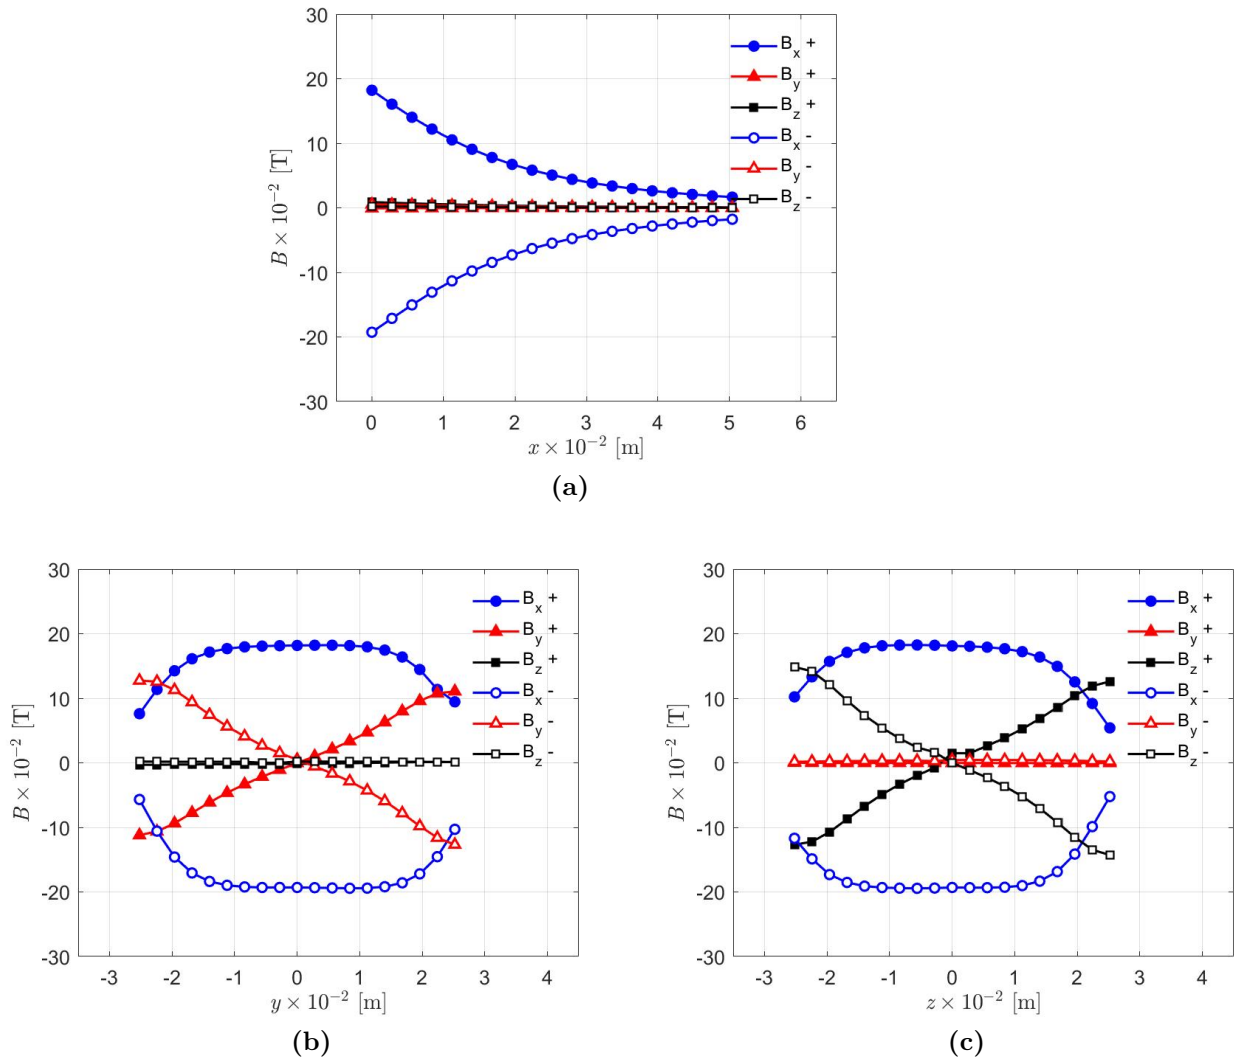 30
20
10
0
-10
-20
-30
B × 10⁻² [T]
B_x +
B_y +
B_z +
B_x -
B_y -
B_z -
0 1 2 3 4 5 6
x × 10⁻² [m]
(a)
30
20
10
0
-10
-20
-30
B × 10⁻² [T]
B_x +
B_y +
B_z +
B_x -
B_y -
B_z -
-3 -2 -1 0 1 2 3 4
y × 10⁻² [m]
(b)
30
20
10
0
-10
-20
-30
B × 10⁻² [T]
B_x +
B_y +
B_z +
B_x -
B_y -
B_z -
-3 -2 -1 0 1 2 3 4
z × 10⁻² [m]
(c)